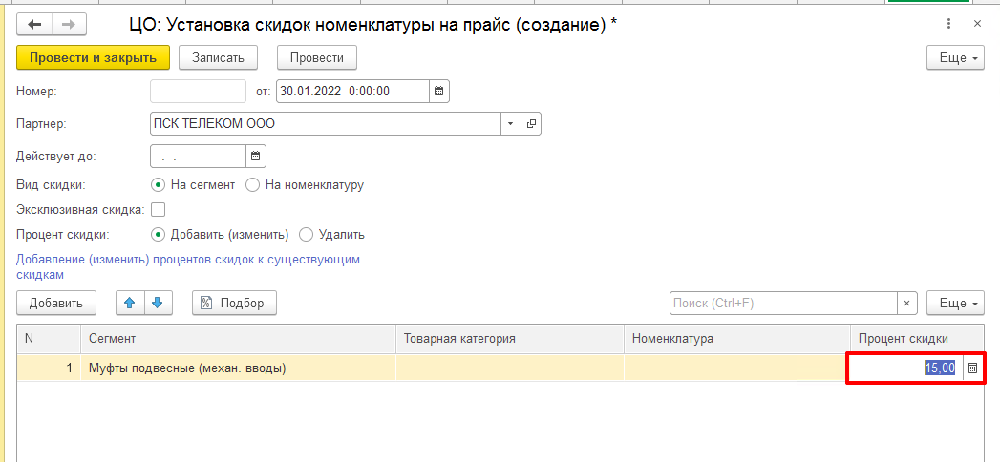 ЦО: Установка скидок номенклатуры на прайс (создание) *
Провести и закрыть Записать Провести Еще
Номер: от: 30.01.2022 0:00:00
Партнер: ПСК ТЕЛЕКОМ ООО
Действует до: . .
Вид скидки: На сегмент На номенклатуру
Эксклюзивная скидка:
Процент скидки: Добавить (изменить) Удалить
Добавление (изменить) процентов скидок к существующим
скидкам
Добавить Подбор Поиск (Ctrl+F) × Еще
N Сегмент Товарная категория Номенклатура Процент скидки
1 Муфты подвесные (механ. вводы) 15,00